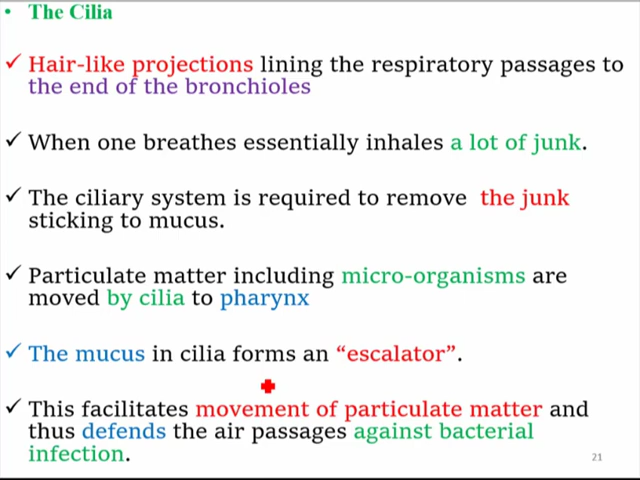 • The Cilia
✓ Hair-like projections lining the respiratory passages to
the end of the bronchioles
✓ When one breathes essentially inhales a lot of junk.
✓ The ciliary system is required to remove the junk
sticking to mucus.
✓ Particulate matter including micro-organisms are
moved by cilia to pharynx
✓ The mucus in cilia forms an “escalator”.
✓ This facilitates movement of particulate matter and
thus defends the air passages against bacterial
infection.
21